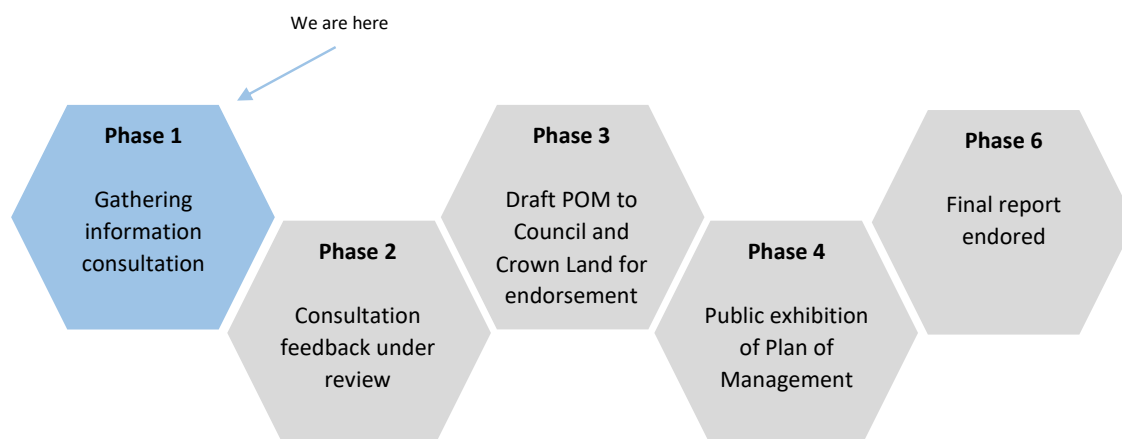 We are here
Phase 1
Gathering
information
consultation
Phase 2
Consultation
feedback under
review
Phase 3
Draft POM to
Council and
Crown Land for
endorsement
Phase 4
Public exhibition
of Plan of
Management
Phase 6
Final report
endored